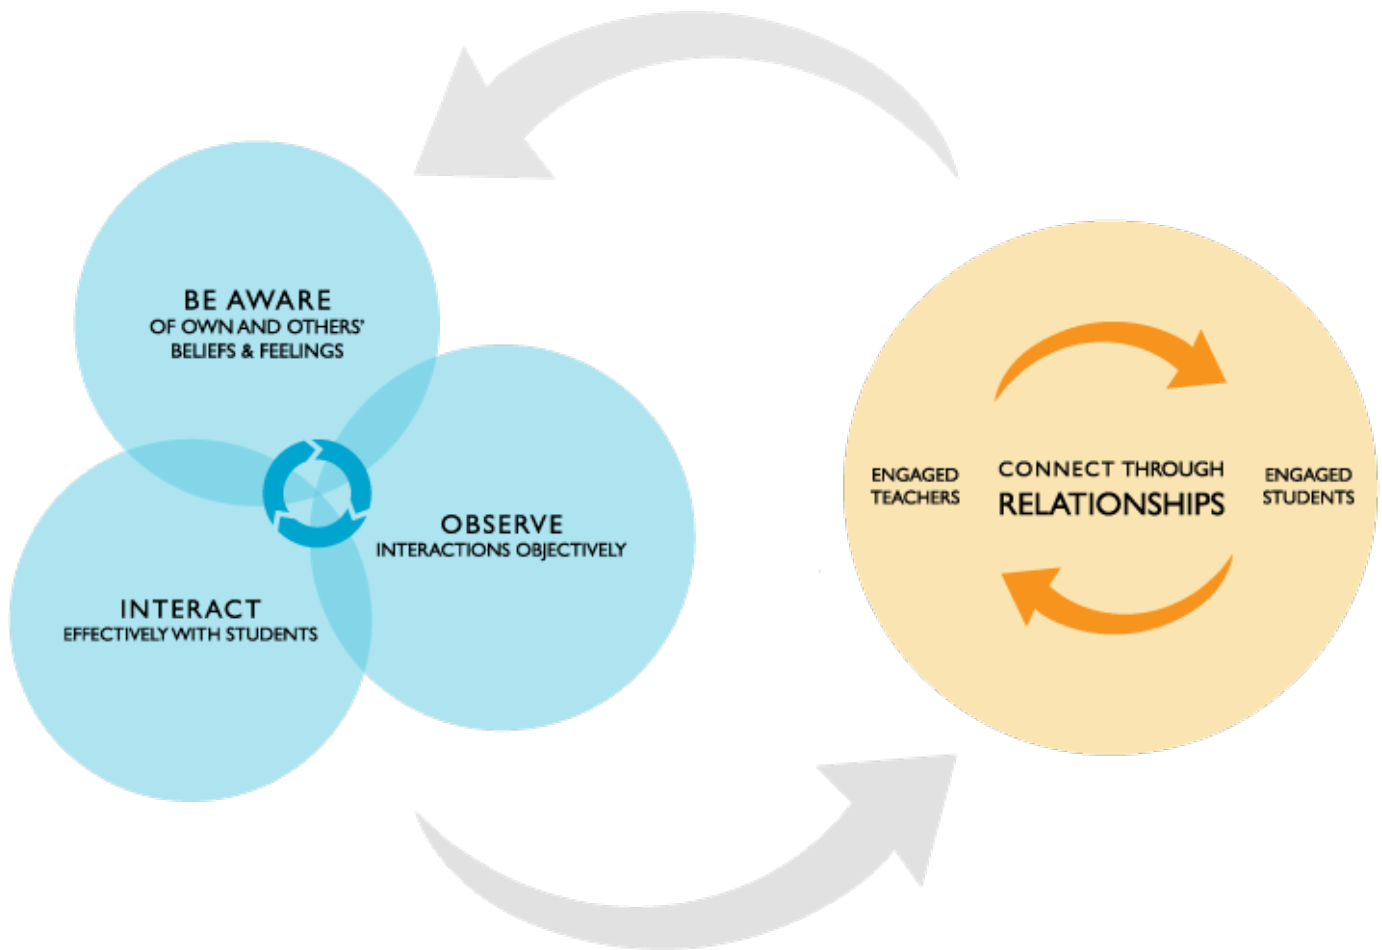 BE AWARE
OF OWN AND OTHERS'
BELIEFS & FEELINGS
OBSERVE
INTERACTIONS OBJECTIVELY
INTERACT
EFFECTIVELY WITH STUDENTS
ENGAGED
TEACHERS
CONNECT THROUGH
RELATIONSHIPS
ENGAGED
STUDENTS